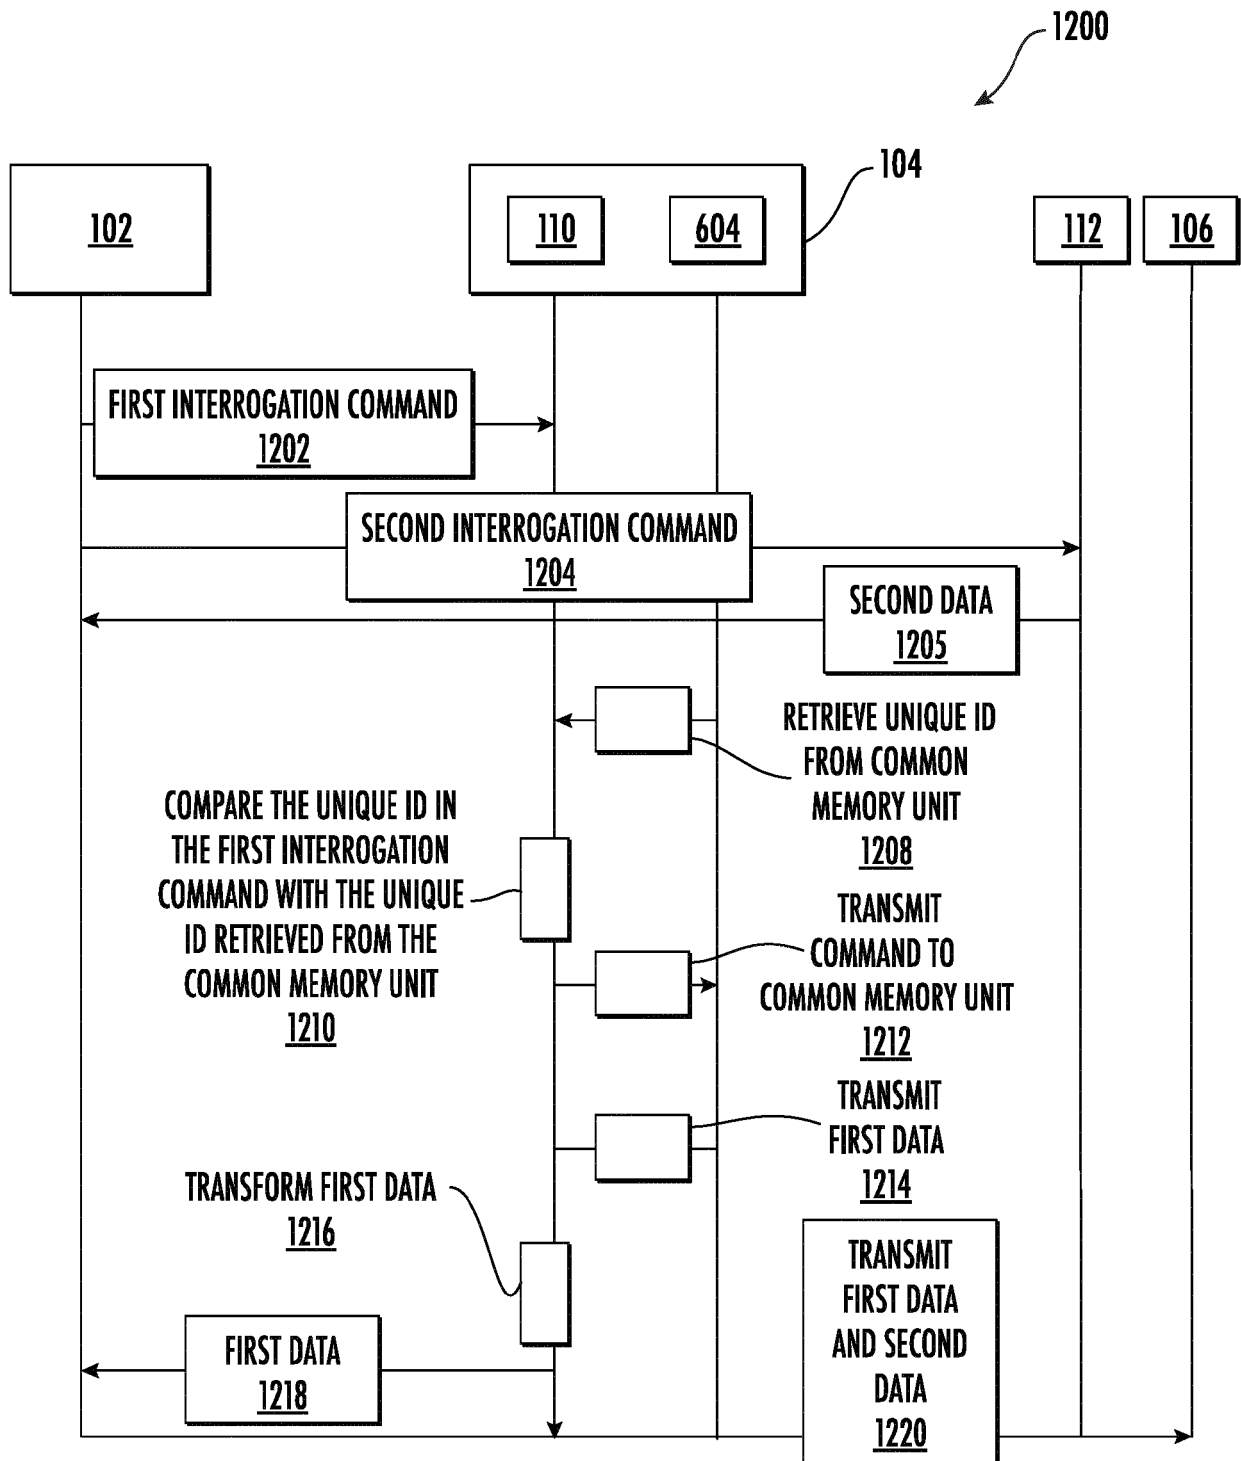 1200
104
102
110
604
112
106
FIRST INTERROGATION COMMAND
1202
SECOND INTERROGATION COMMAND
1204
SECOND DATA
1205
RETRIEVE UNIQUE ID
FROM COMMON
MEMORY UNIT
1208
COMPARE THE UNIQUE ID IN
THE FIRST INTERROGATION
COMMAND WITH THE UNIQUE
ID RETRIEVED FROM THE
COMMON MEMORY UNIT
1210
TRANSMIT
COMMAND TO
COMMON MEMORY UNIT
1212
TRANSMIT
FIRST DATA
1214
TRANSFORM FIRST DATA
1216
FIRST DATA
1218
TRANSMIT
FIRST DATA
AND SECOND
DATA
1220